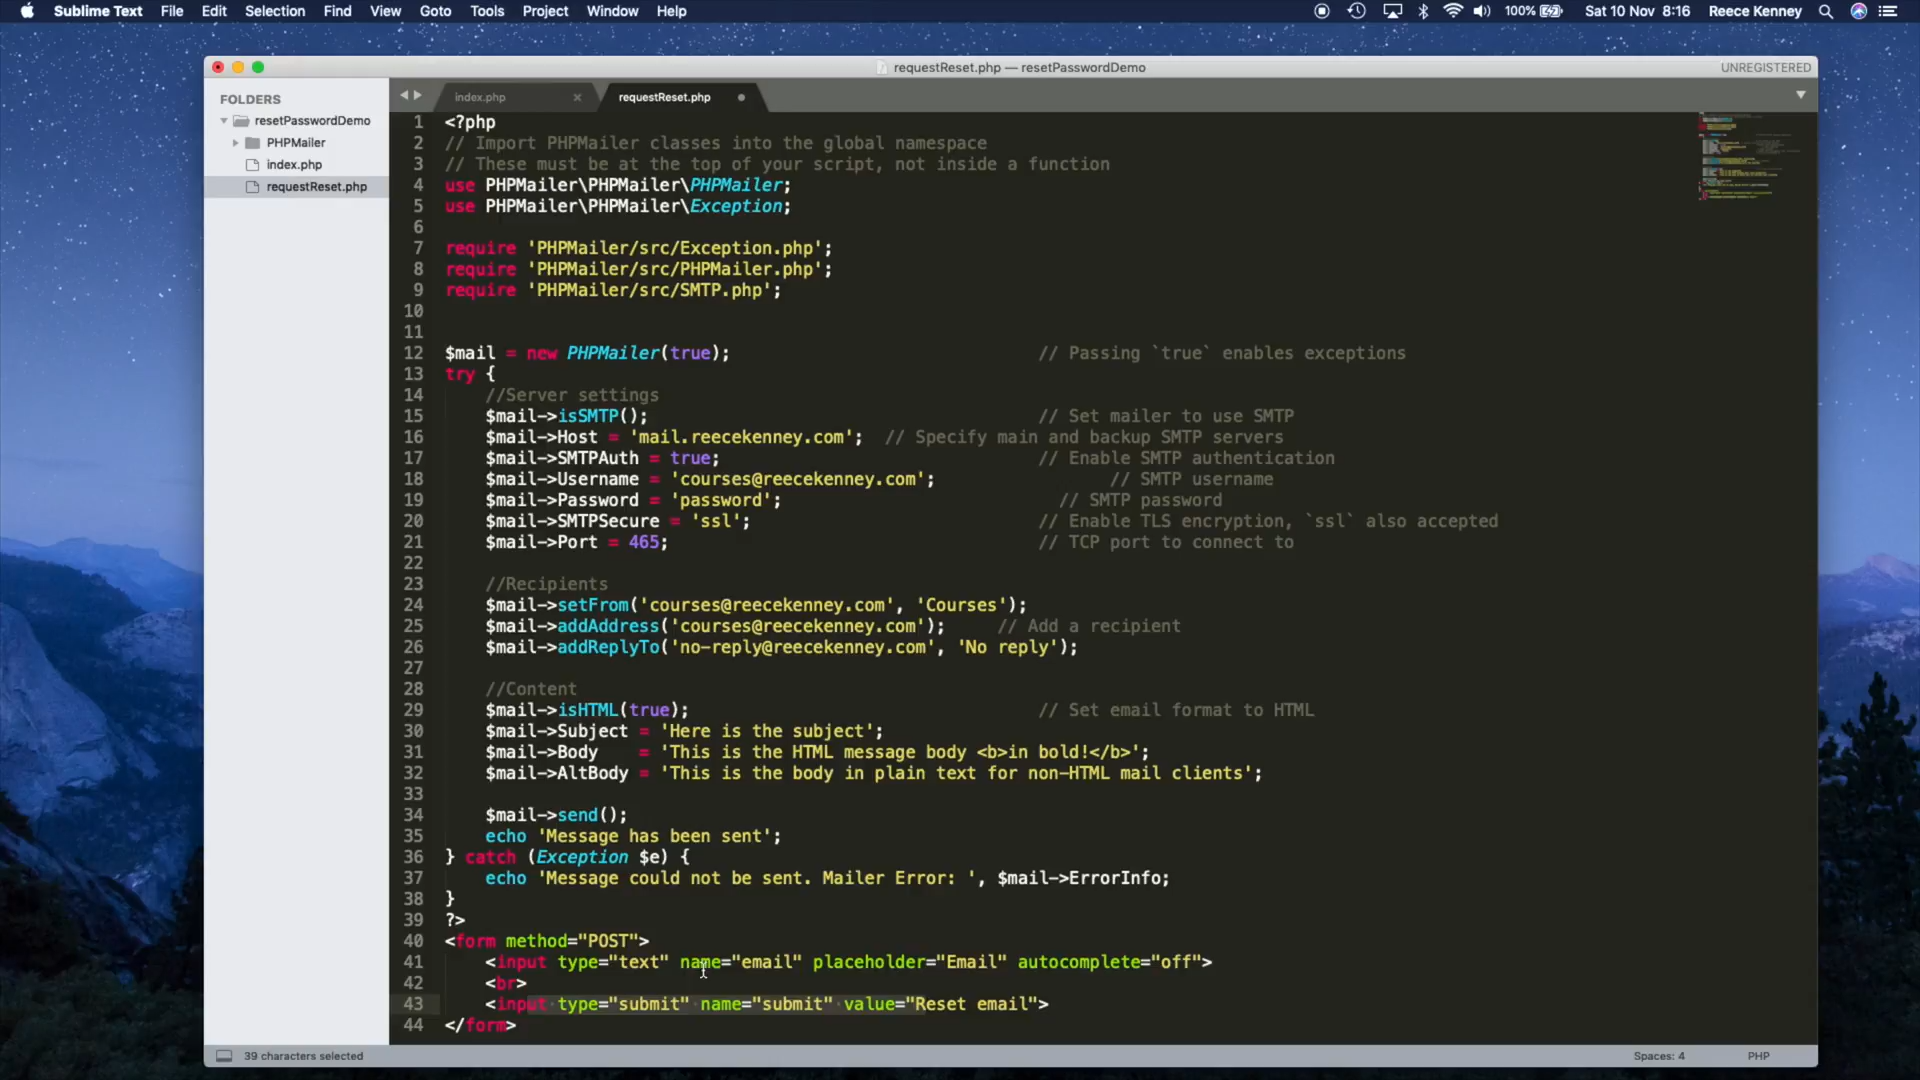 Sublime Text File Edit Selection Find View Goto Tools Project Window Help 100% Sat 10 Nov 8:16 Reece Kenney
requestReset.php — resetPasswordDemo UNREGISTERED
FOLDERS
resetPasswordDemo
PHPMailer
index.php
requestReset.php
index.php requestReset.php
1 <?php
2 // Import PHPMailer classes into the global namespace
3 // These must be at the top of your script, not inside a function
4 use PHPMailer\PHPMailer\PHPMailer;
5 use PHPMailer\PHPMailer\Exception;
6
7 require 'PHPMailer/src/Exception.php';
8 require 'PHPMailer/src/PHPMailer.php';
9 require 'PHPMailer/src/SMTP.php';
10
11
12 $mail = new PHPMailer(true); // Passing `true` enables exceptions
13 try {
14 //Server settings
15 $mail->isSMTP(); // Set mailer to use SMTP
16 $mail->Host = 'mail.reecekenney.com'; // Specify main and backup SMTP servers
17 $mail->SMTPAuth = true; // Enable SMTP authentication
18 $mail->Username = 'courses@reecekenney.com'; // SMTP username
19 $mail->Password = 'password'; // SMTP password
20 $mail->SMTPSecure = 'ssl'; // Enable TLS encryption, `ssl` also accepted
21 $mail->Port = 465; // TCP port to connect to
22
23 //Recipients
24 $mail->setFrom('courses@reecekenney.com', 'Courses');
25 $mail->addAddress('courses@reecekenney.com'); // Add a recipient
26 $mail->addReplyTo('no-reply@reecekenney.com', 'No reply');
27
28 //Content
29 $mail->isHTML(true); // Set email format to HTML
30 $mail->Subject = 'Here is the subject';
31 $mail->Body = 'This is the HTML message body <b>in bold!</b>';
32 $mail->AltBody = 'This is the body in plain text for non-HTML mail clients';
33
34 $mail->send();
35 echo 'Message has been sent';
36 } catch (Exception $e) {
37 echo 'Message could not be sent. Mailer Error: ', $mail->ErrorInfo;
38 }
39 ?>
40 <form method="POST">
41 <input type="text" name="email" placeholder="Email" autocomplete="off">
42 <br>
43 <input type="submit" name="submit" value="Reset email">
44 </form>
39 characters selected Spaces: 4 PHP